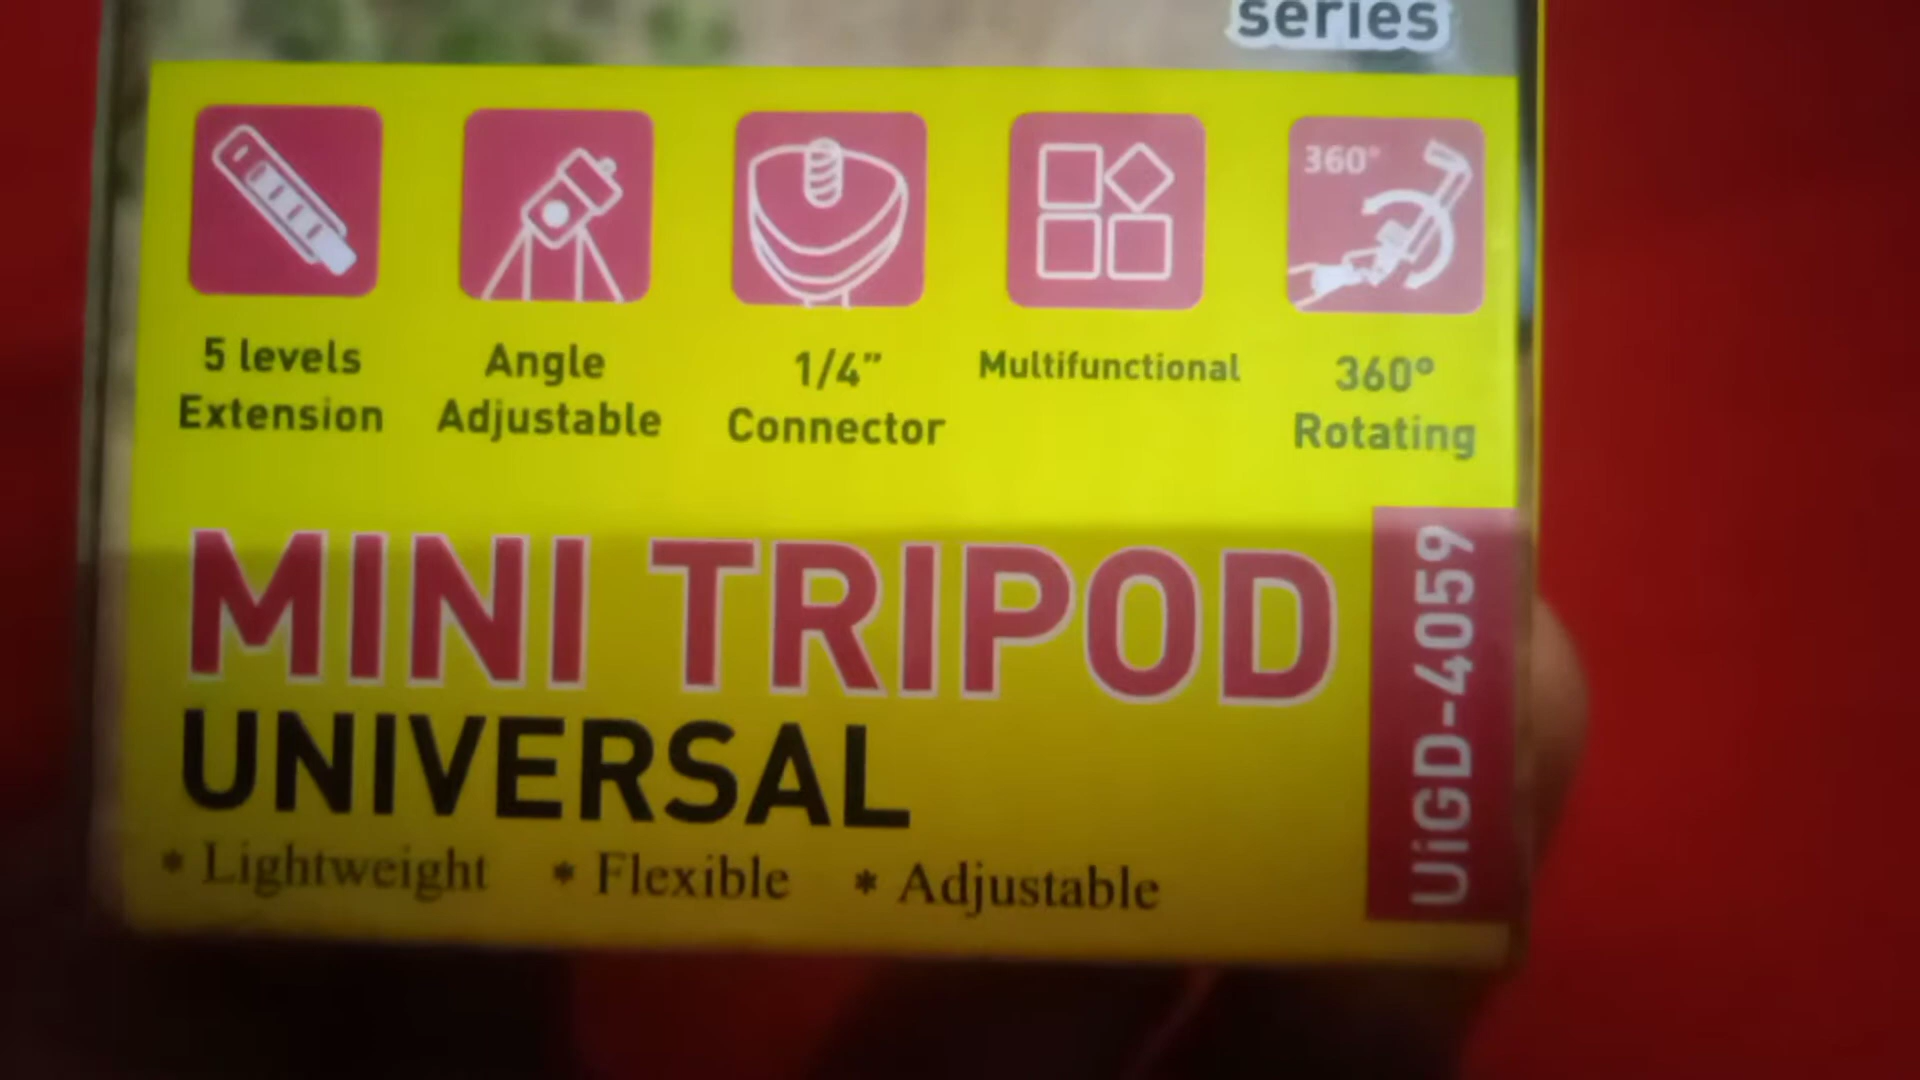 series
360°
5 levels Extension
Angle Adjustable
1/4” Connector
Multifunctional
360° Rotating
MINI TRIPOD
UNIVERSAL
* Lightweight * Flexible * Adjustable
UiGD-4059